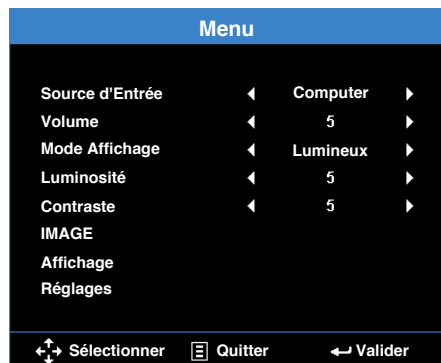 Menu
Source d'Entrée Computer
Volume 5
Mode Affichage Lumineux
Luminosité 5
Contraste 5
IMAGE
Affichage
Réglages
Sélectionner Quitter Valider